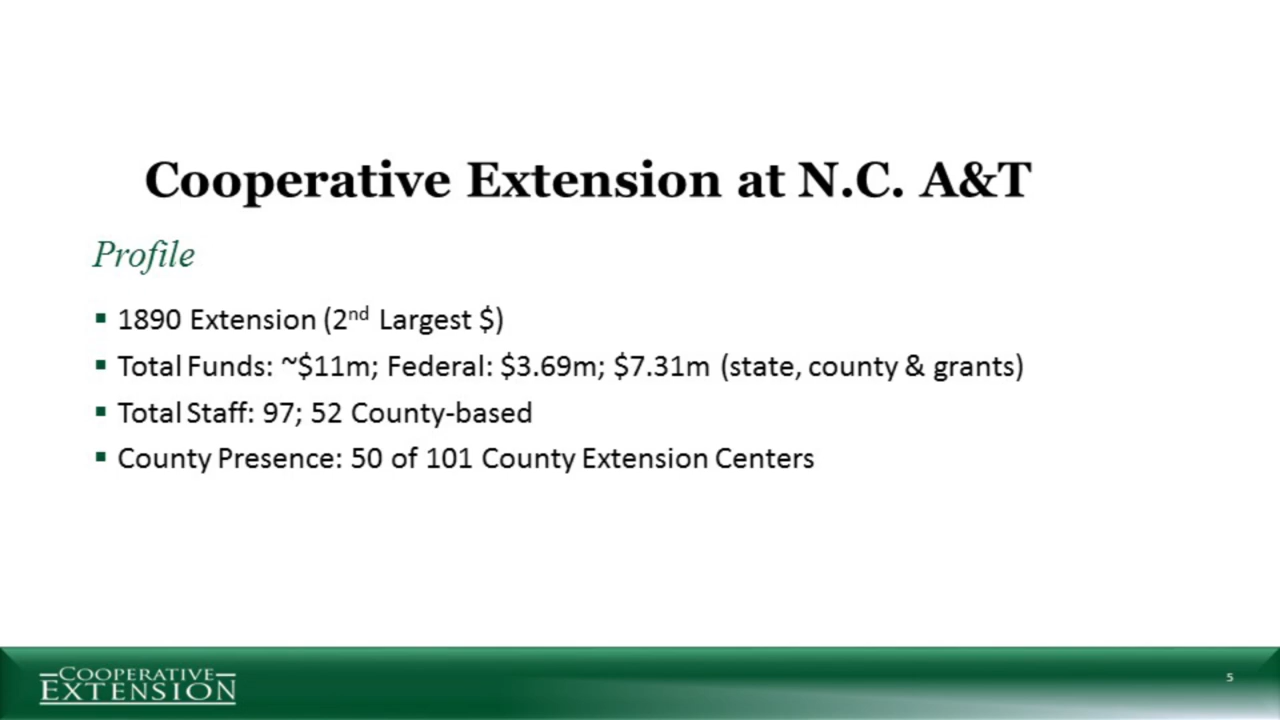 Cooperative Extension at N.C. A&T
Profile
▪ 1890 Extension (2nd Largest $)
▪ Total Funds: ~$11m; Federal: $3.69m; $7.31m (state, county & grants)
▪ Total Staff: 97; 52 County-based
▪ County Presence: 50 of 101 County Extension Centers
COOPERATIVE
EXTENSION
5